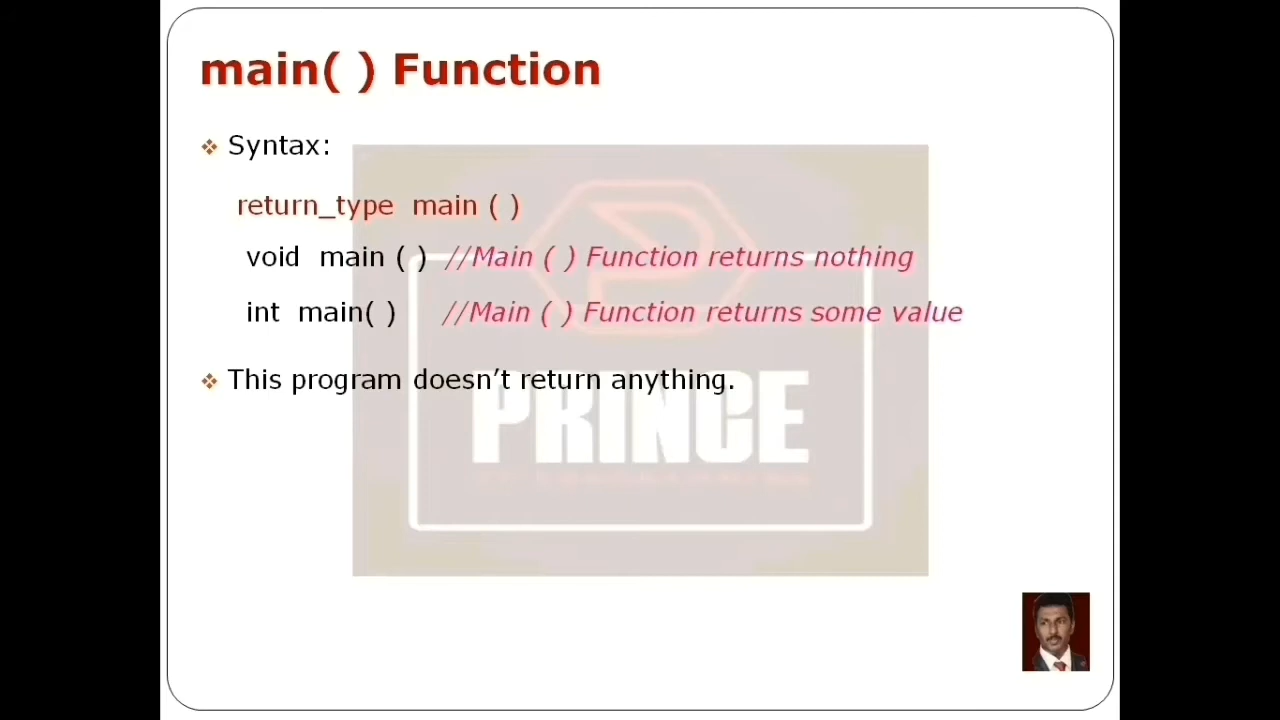 main( ) Function
Syntax:
return_type main ( )
void main ( ) //Main ( ) Function returns nothing
int main( ) //Main ( ) Function returns some value
This program doesn’t return anything.
PRINCE